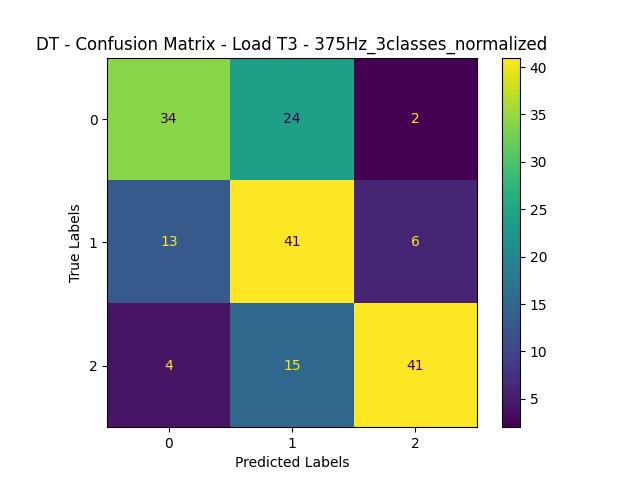 DT - Confusion Matrix - Load T3 - 375Hz_3classes_normalized
0 34 24 2
1 13 41 6
2 4 15 41
0 1 2
Predicted Labels
True Labels
40
35
30
25
20
15
10
5